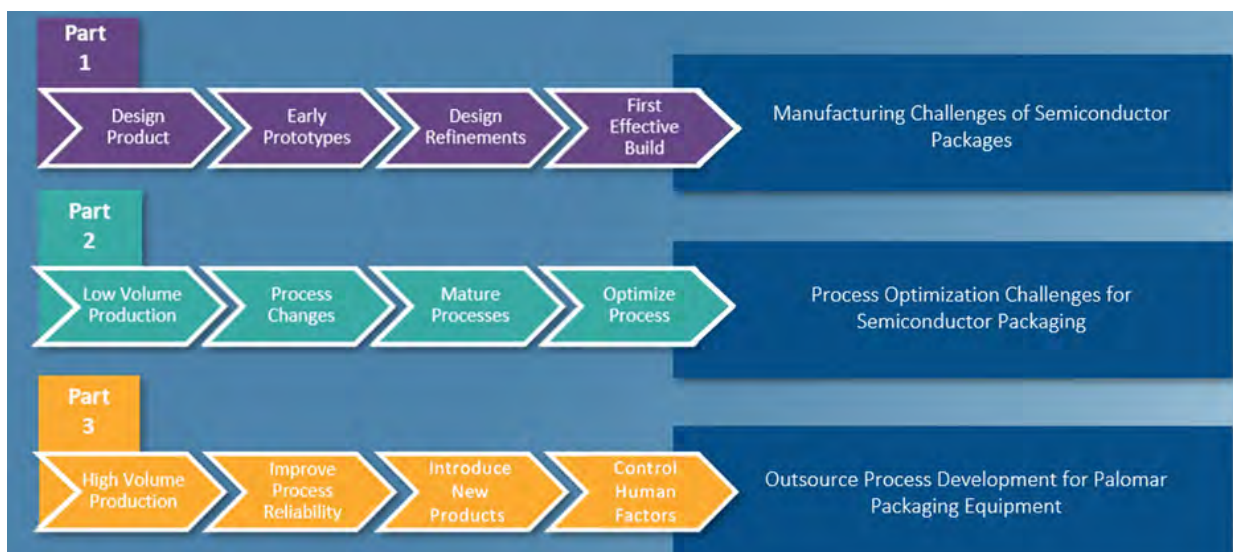 Part
1
Design
Product
Early
Prototypes
Design
Refinements
First
Effective
Build
Manufacturing Challenges of Semiconductor
Packages
Part
2
Low Volume
Production
Process
Changes
Mature
Processes
Optimize
Process
Process Optimization Challenges for
Semiconductor Packaging
Part
3
High Volume
Production
Improve
Process
Reliability
Introduce
New
Products
Control
Human
Factors
Outsource Process Development for Palomar
Packaging Equipment